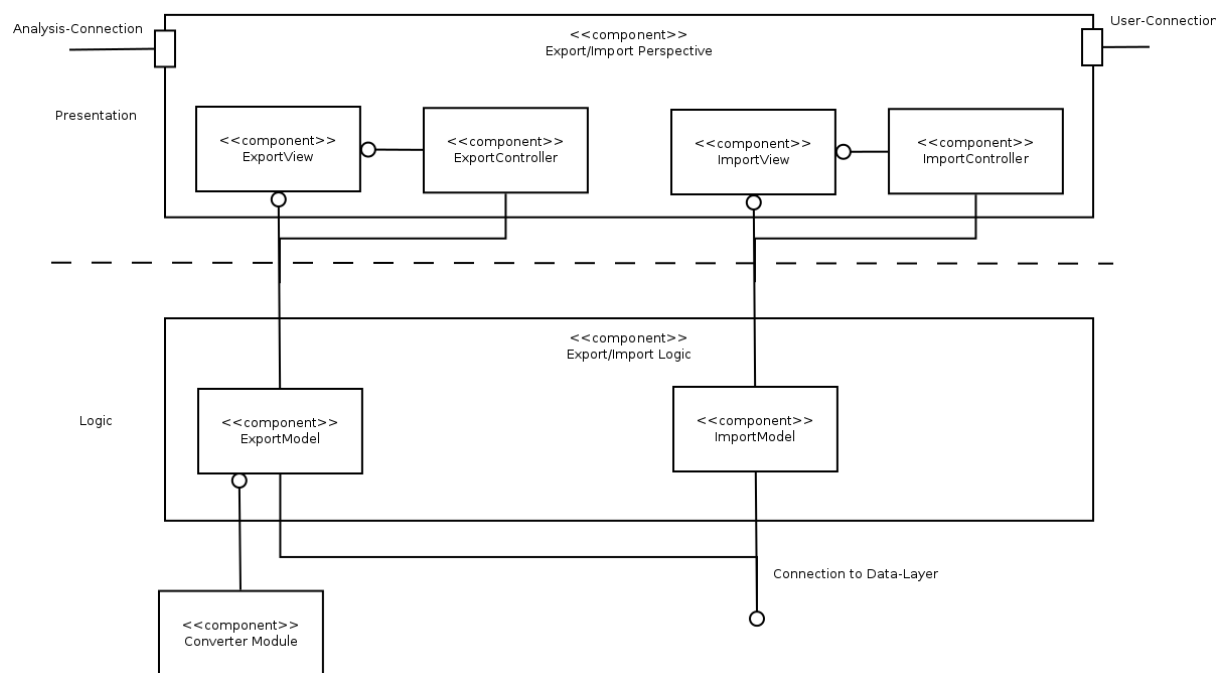 Analysis-Connection
User-Connection
<<component>>
Export/Import Perspective
Presentation
<<component>>
ExportView
<<component>>
ExportController
<<component>>
ImportView
<<component>>
ImportController
<<component>>
Export/Import Logic
Logic
<<component>>
ExportModel
<<component>>
ImportModel
Connection to Data-Layer
<<component>>
Converter Module